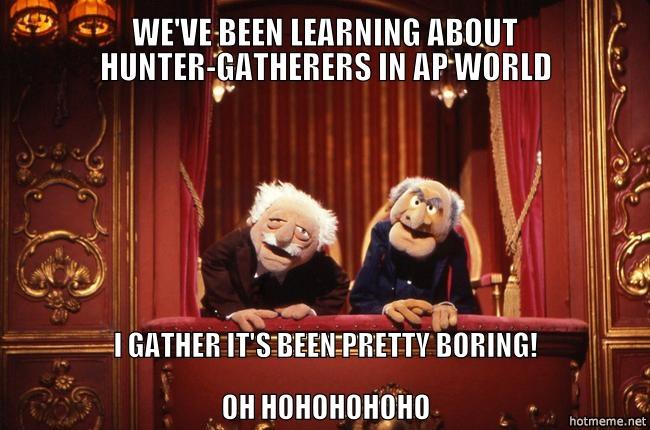 WE'VE BEEN LEARNING ABOUT
HUNTER-GATHERERS IN AP WORLD
I GATHER IT'S BEEN PRETTY BORING!
OH HOHOHOHOHO
hotmeme.net